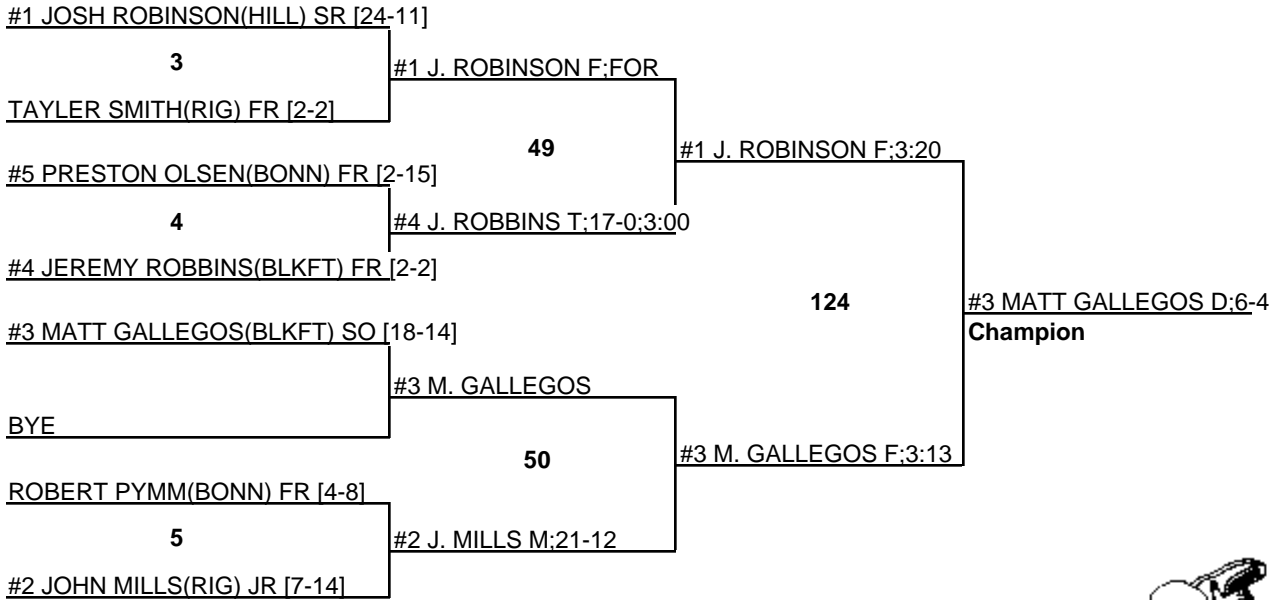 #1 JOSH ROBINSON(HILL) SR [24-11]
3
#1 J. ROBINSON F;FOR
TAYLER SMITH(RIG) FR [2-2]
49
#1 J. ROBINSON F;3:20
#5 PRESTON OLSEN(BONN) FR [2-15]
4
#4 J. ROBBINS T;17-0;3:00
#4 JEREMY ROBBINS(BLKFT) FR [2-2]
124
#3 MATT GALLEGOS D;6-4
Champion
#3 MATT GALLEGOS(BLKFT) SO [18-14]
#3 M. GALLEGOS
BYE
50
#3 M. GALLEGOS F;3:13
ROBERT PYMM(BONN) FR [4-8]
5
#2 J. MILLS M;21-12
#2 JOHN MILLS(RIG) JR [7-14]